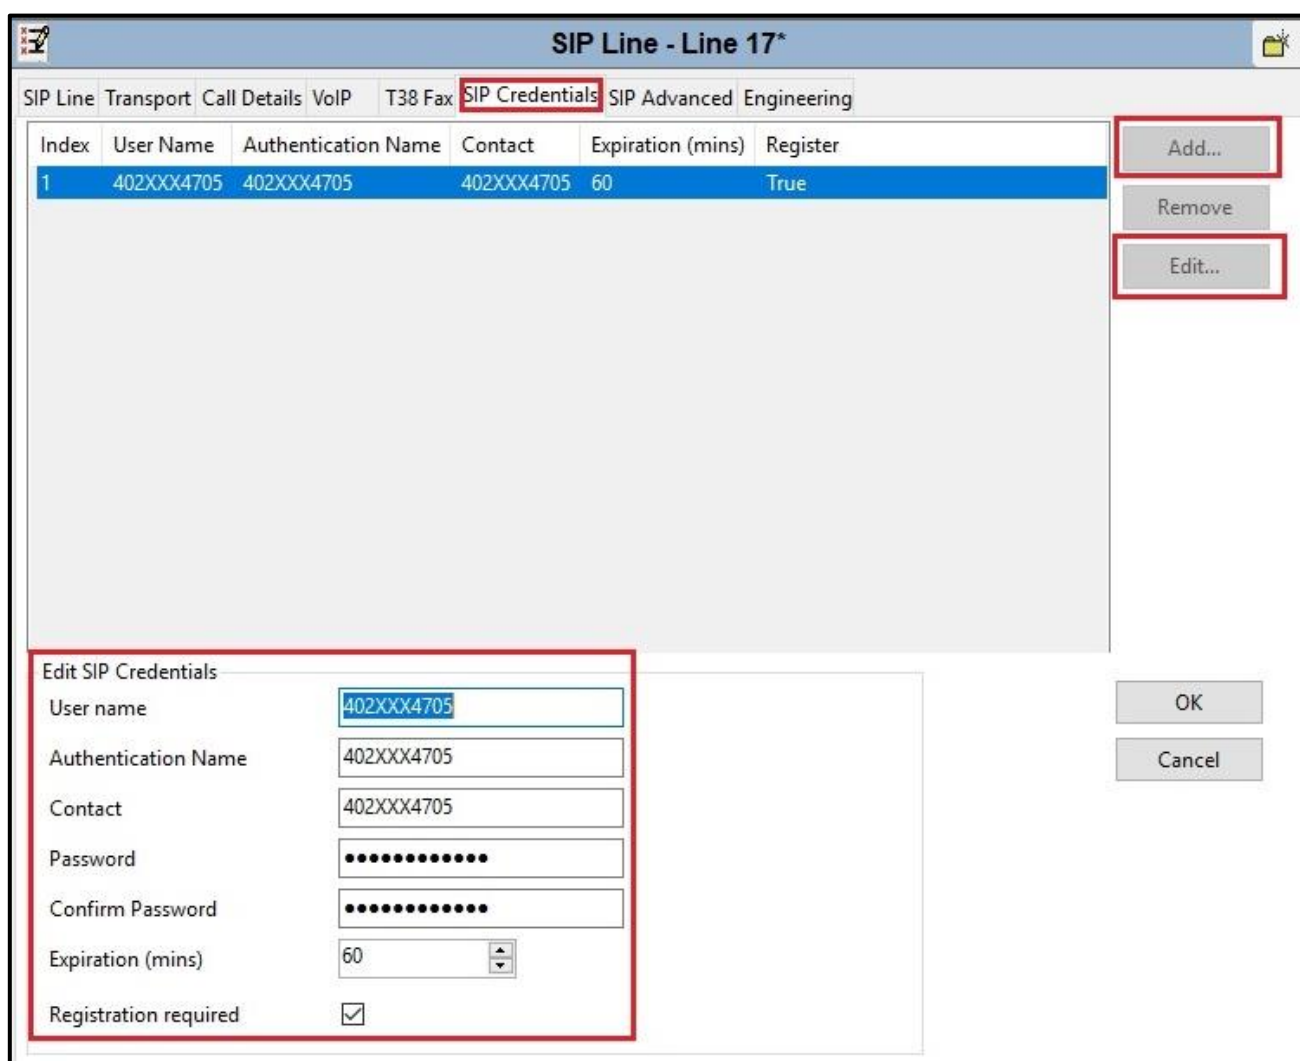 SIP Line - Line 17*
SIP Line Transport Call Details VoIP T38 Fax SIP Credentials SIP Advanced Engineering
Index User Name Authentication Name Contact Expiration (mins) Register
1 402XXX4705 402XXX4705 402XXX4705 60 True
Add...
Remove
Edit...
Edit SIP Credentials
User name 402XXX4705
Authentication Name 402XXX4705
Contact 402XXX4705
Password ••••••••••••
Confirm Password ••••••••••••
Expiration (mins) 60
Registration required
OK
Cancel